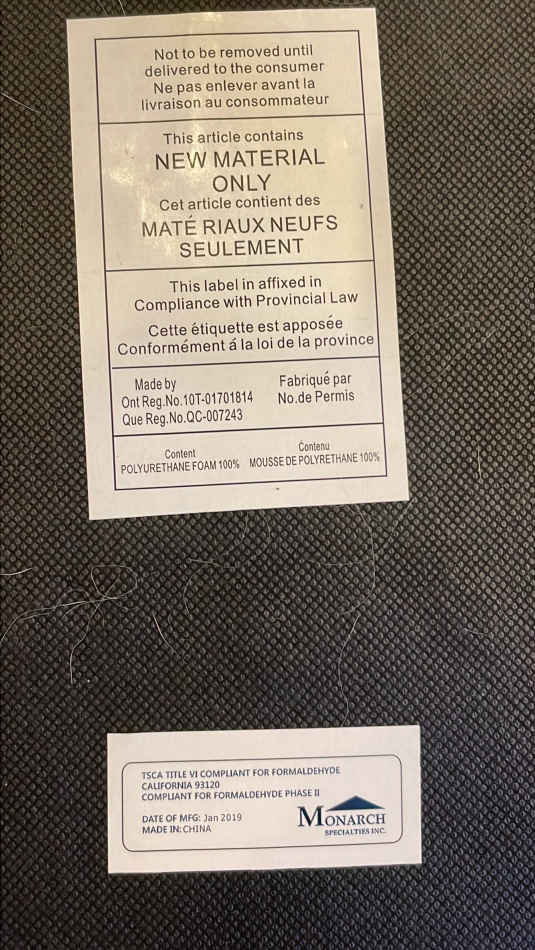 Not to be removed until
delivered to the consumer
Ne pas enlever avant la
livraison au consommateur
This article contains
NEW MATERIAL
ONLY
Cet article contient des
MATÉ RIAUX NEUFS
SEULEMENT
This label in affixed in
Compliance with Provincial Law
Cette étiquette est apposée
Conformément á la loi de la province
Made by
Ont Reg.No.10T-01701814
Que Reg.No.QC-007243
Fabriqué par
No.de Permis
Content
POLYURETHANE FOAM 100%
Contenu
MOUSSE DE POLYRETHANE 100%
TSCA TITLE VI COMPLIANT FOR FORMALDEHYDE
CALIFORNIA 93120
COMPLIANT FOR FORMALDEHYDE PHASE II
DATE OF MFG: Jan 2019
MADE IN: CHINA
MONARCH
SPECIALTIES INC.